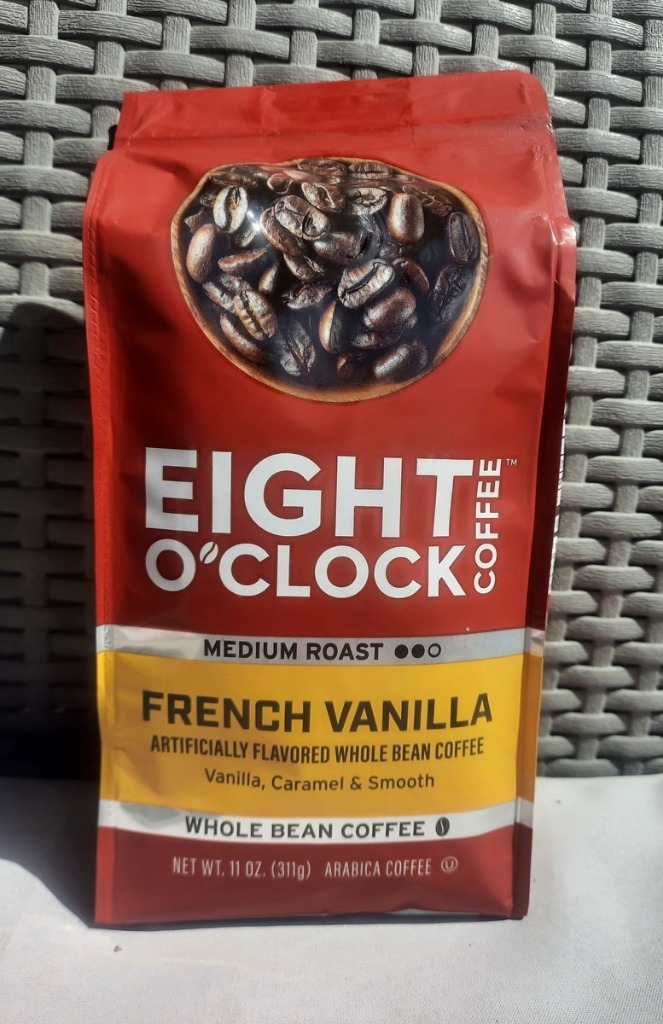 EIGHT
O'CLOCK
COFFEE™
MEDIUM ROAST
FRENCH VANILLA
ARTIFICIALLY FLAVORED WHOLE BEAN COFFEE
Vanilla, Caramel & Smooth
WHOLE BEAN COFFEE
NET WT. 11 OZ. (311g) ARABICA COFFEE U